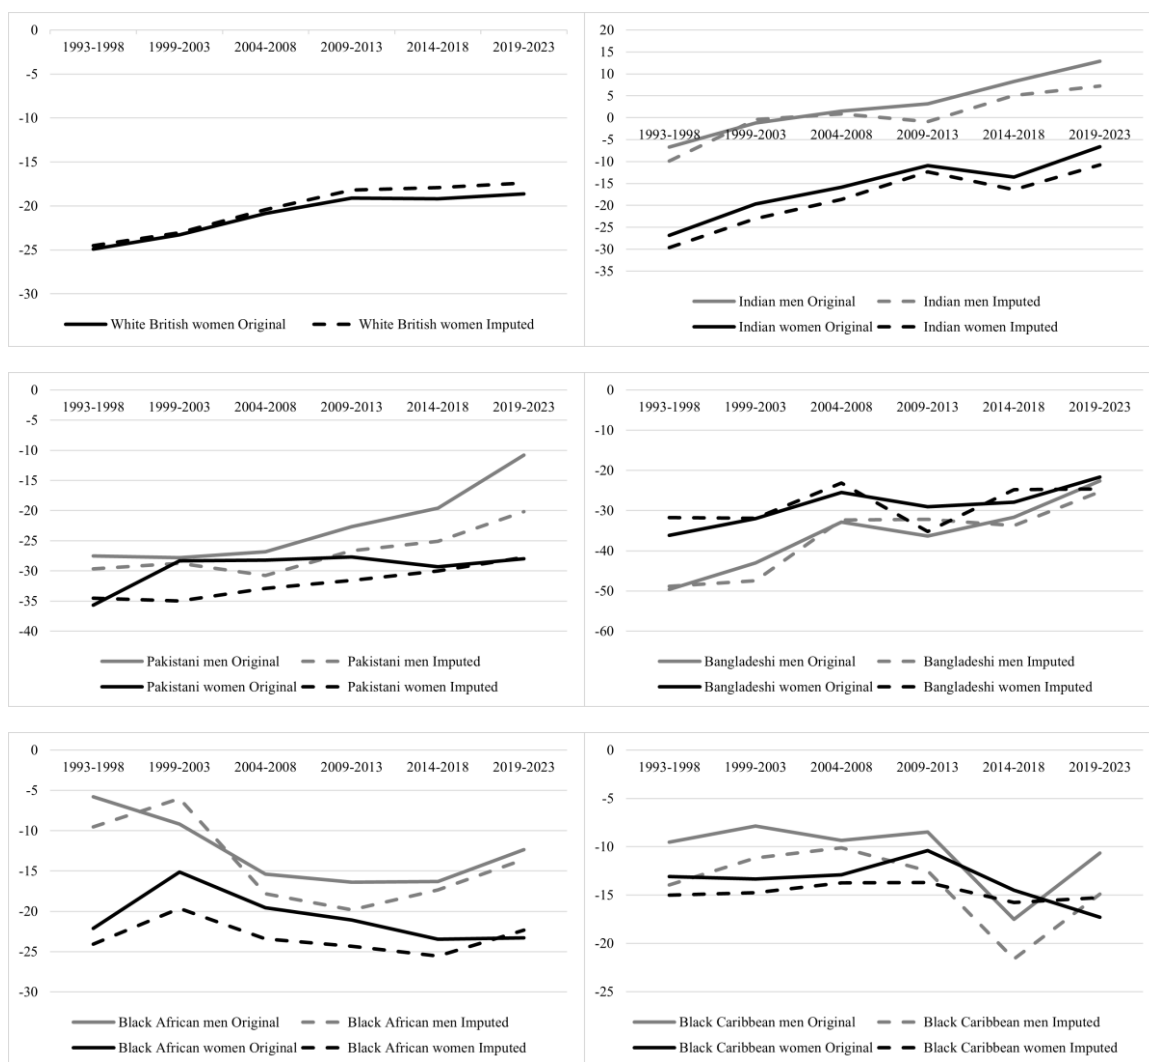 0
-5
-10
-15
-20
-25
-30
1993-1998 1999-2003 2004-2008 2009-2013 2014-2018 2019-2023
White British women Original White British women Imputed
20
15
10
5
0
-5
-10
-15
-20
-25
-30
-35
1993-1998 1999-2003 2004-2008 2009-2013 2014-2018 2019-2023
Indian men Original Indian men Imputed
Indian women Original Indian women Imputed
0
-5
-10
-15
-20
-25
-30
-35
-40
1993-1998 1999-2003 2004-2008 2009-2013 2014-2018 2019-2023
Pakistani men Original Pakistani men Imputed
Pakistani women Original Pakistani women Imputed
0
-10
-20
-30
-40
-50
-60
1993-1998 1999-2003 2004-2008 2009-2013 2014-2018 2019-2023
Bangladeshi men Original Bangladeshi men Imputed
Bangladeshi women Original Bangladeshi women Imputed
0
-5
-10
-15
-20
-25
-30
1993-1998 1999-2003 2004-2008 2009-2013 2014-2018 2019-2023
Black African men Original Black African men Imputed
Black African women Original Black African women Imputed
0
-5
-10
-15
-20
-25
1993-1998 1999-2003 2004-2008 2009-2013 2014-2018 2019-2023
Black Caribbean men Original Black Caribbean men Imputed
Black Caribbean women Original Black Caribbean women Imputed